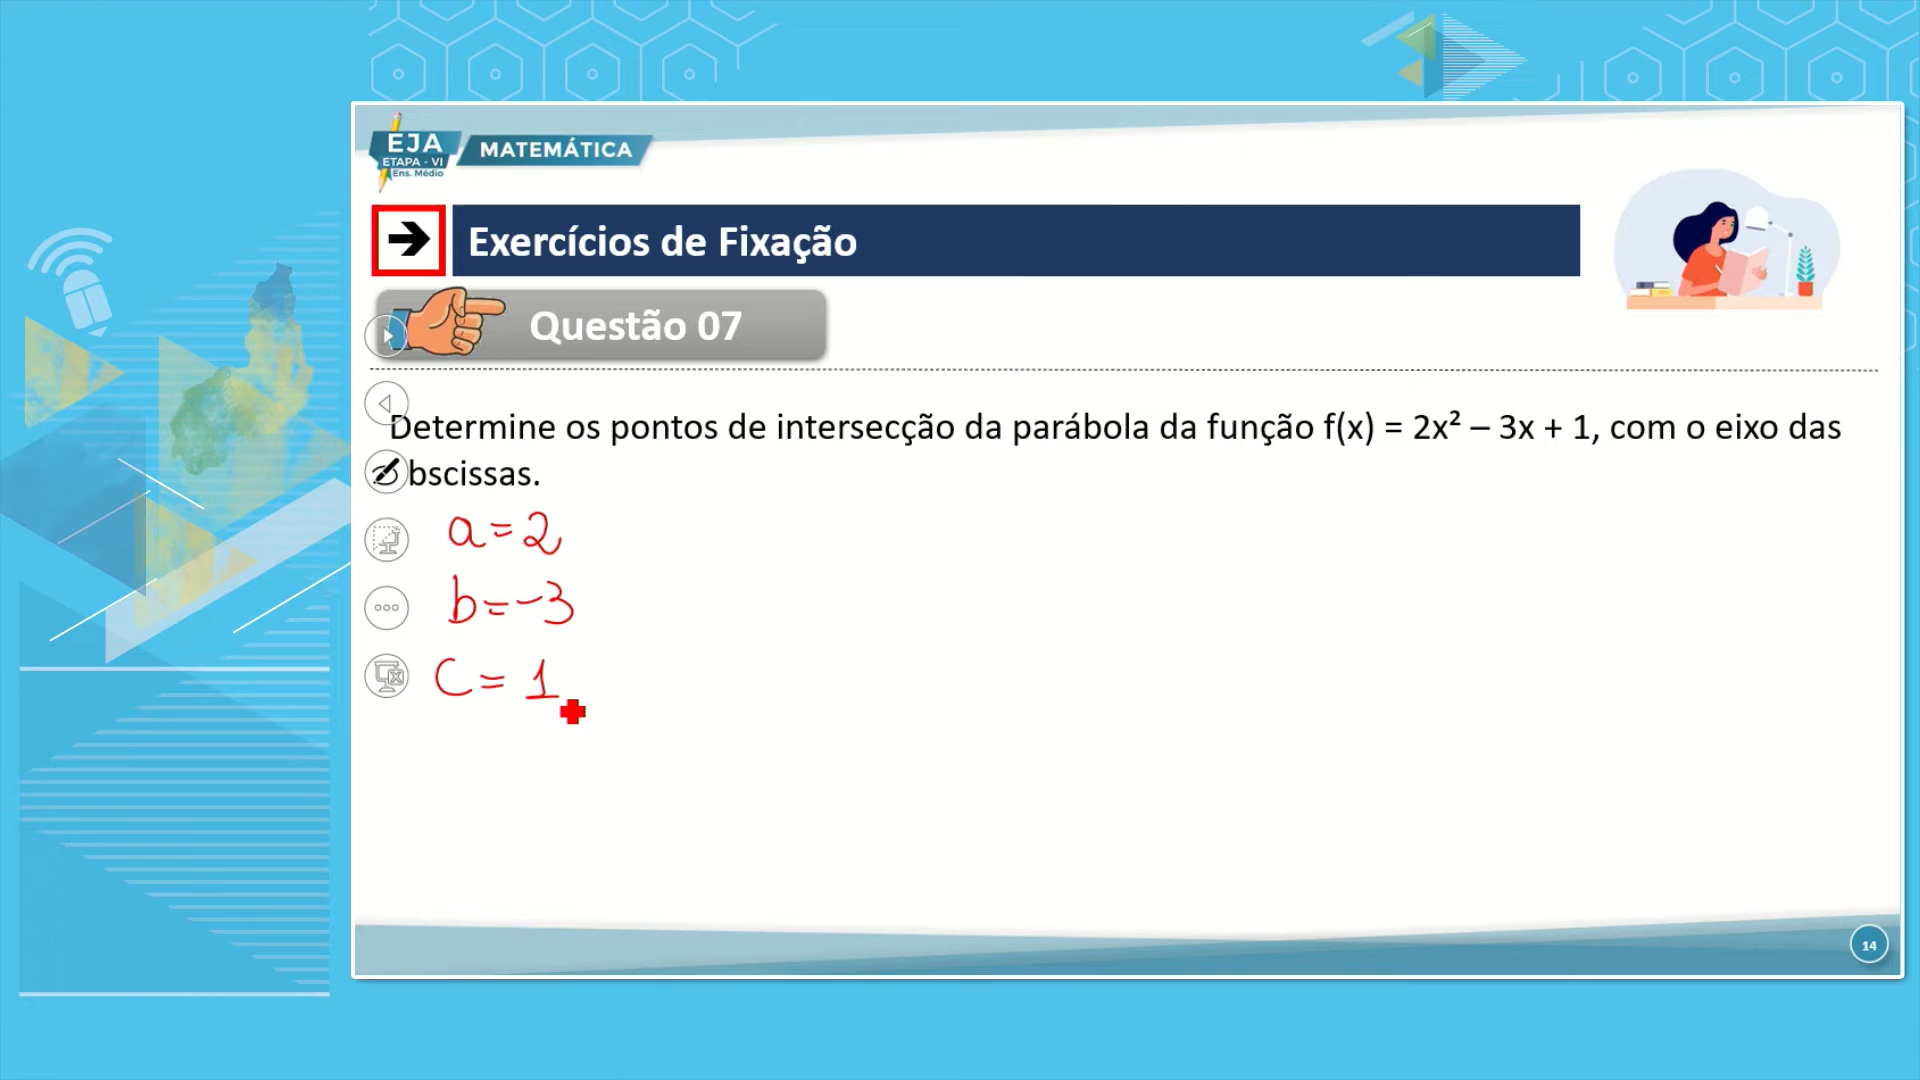 EJA
ETAPA - VI
Ens. Médio
MATEMÁTICA
Exercícios de Fixação
Questão 07
Determine os pontos de intersecção da parábola da função f(x) = 2x² – 3x + 1, com o eixo das
bscissas.
a=2
b=-3
C=1
14